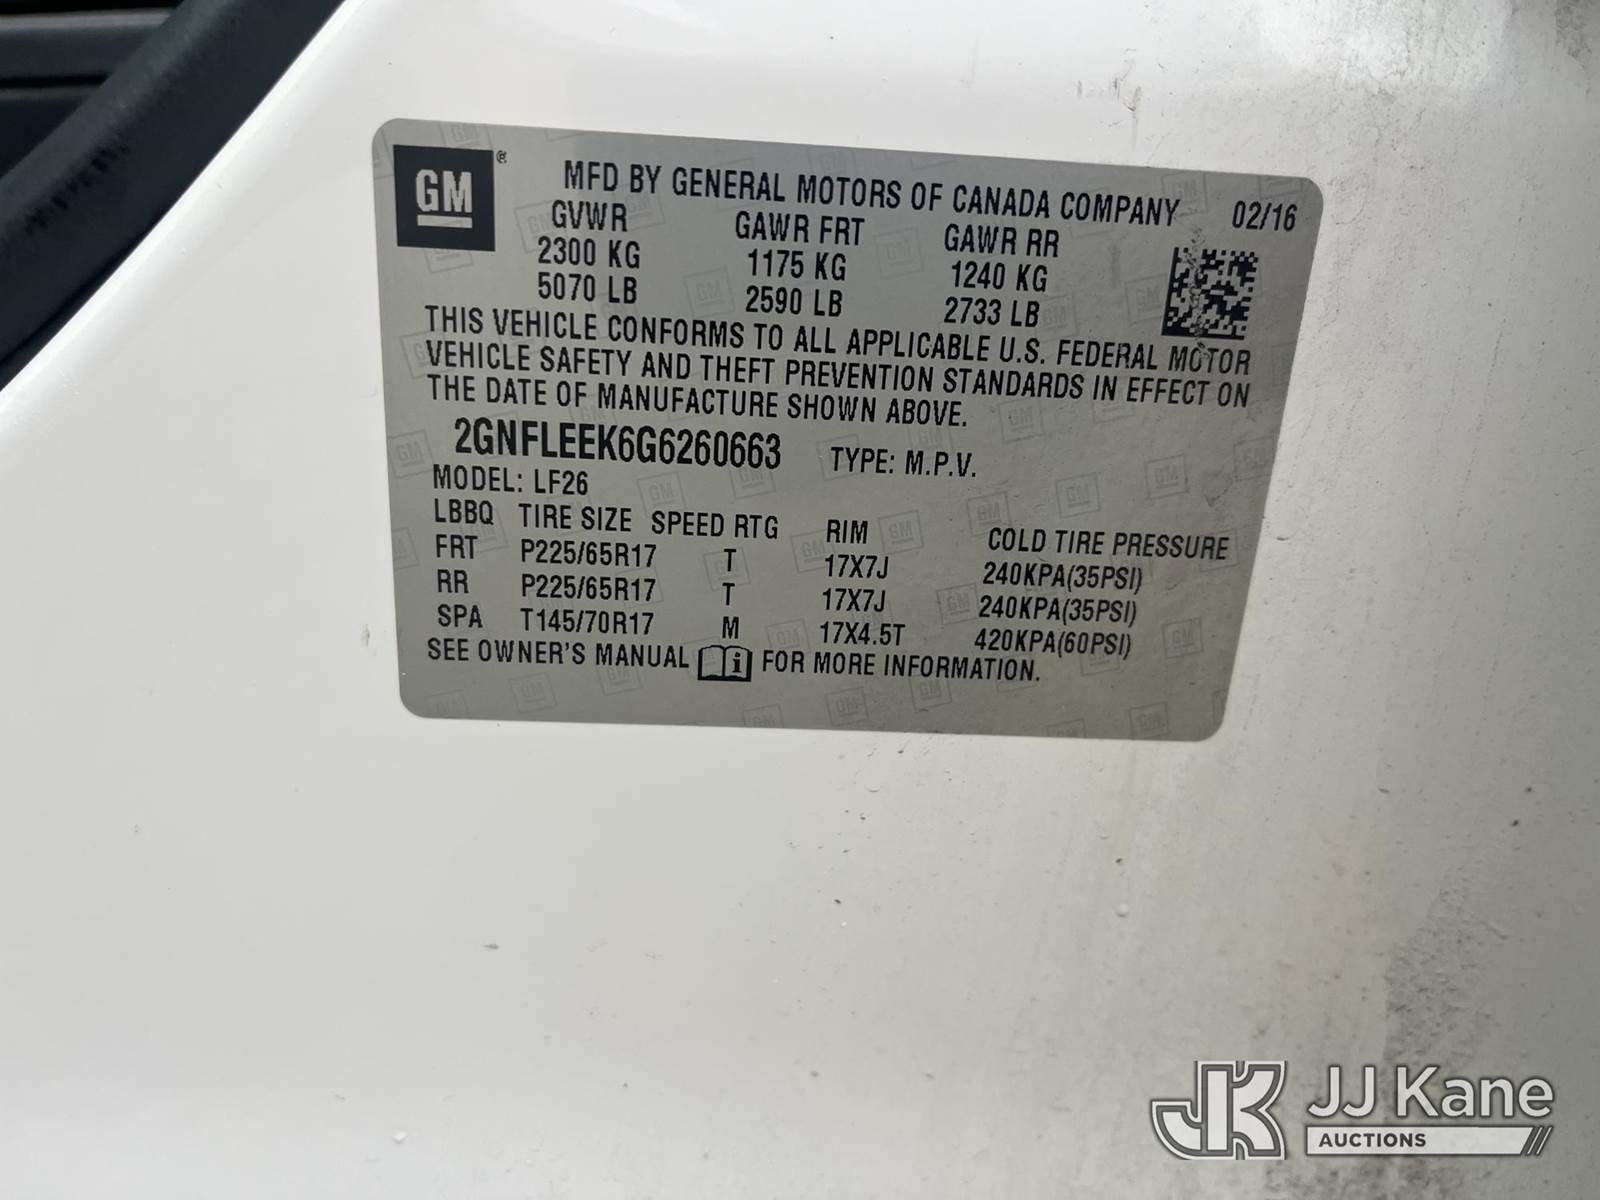 GM ® MFD BY GENERAL MOTORS OF CANADA COMPANY 02/16
GVWR GAWR FRT GAWR RR
2300 KG 1175 KG 1240 KG
5070 LB 2590 LB 2733 LB
THIS VEHICLE CONFORMS TO ALL APPLICABLE U.S. FEDERAL MOTOR
VEHICLE SAFETY AND THEFT PREVENTION STANDARDS IN EFFECT ON
THE DATE OF MANUFACTURE SHOWN ABOVE.
2GNFLEEK6G6260663 TYPE: M.P.V.
MODEL: LF26
LBBQ TIRE SIZE SPEED RTG RIM COLD TIRE PRESSURE
FRT P225/65R17 T 17X7J 240KPA(35PSI)
RR P225/65R17 T 17X7J 240KPA(35PSI)
SPA T145/70R17 M 17X4.5T 420KPA(60PSI)
SEE OWNER'S MANUAL i FOR MORE INFORMATION.
JK JJ Kane
AUCTIONS